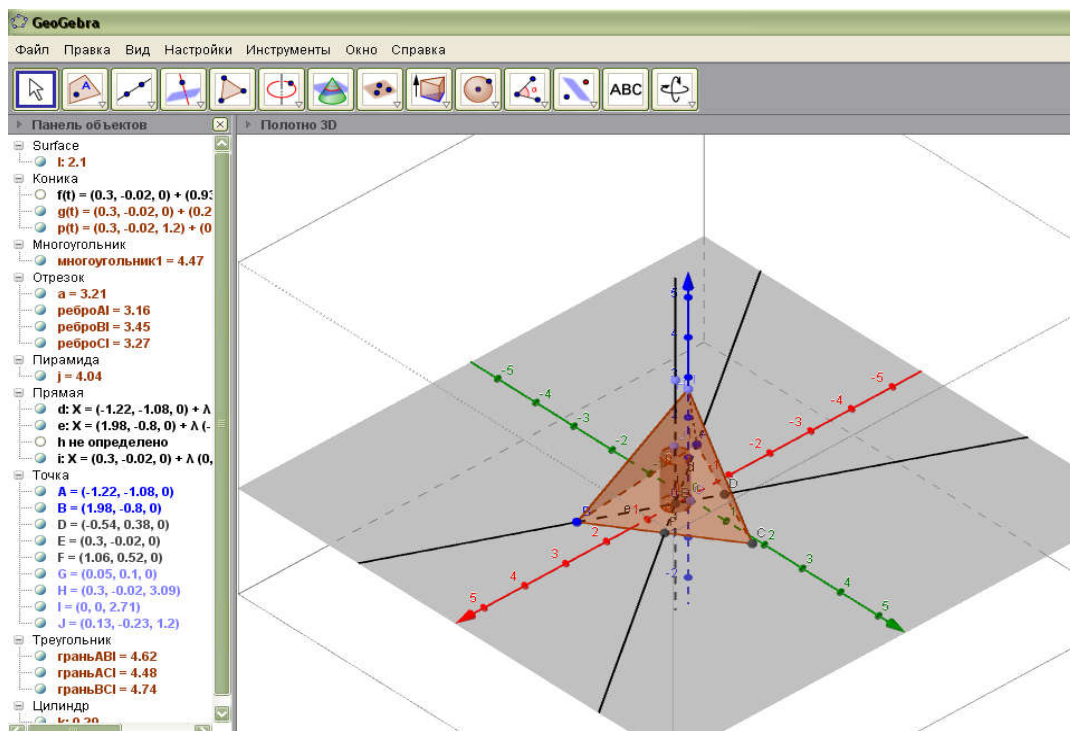 GeoGebra
Файл Правка Вид Настройки Инструменты Окно Справка
ABC
Панель объектов
Полотно 3D
Surface
l: 2.1
Коника
f(t) = (0.3, -0.02, 0) + (0.93
g(t) = (0.3, -0.02, 0) + (0.2
p(t) = (0.3, -0.02, 1.2) + (0
Многоугольник
многоугольник1 = 4.47
Отрезок
a = 3.21
реброAI = 3.16
реброBI = 3.45
реброCI = 3.27
Пирамида
j = 4.04
Прямая
d: X = (-1.22, -1.08, 0) + λ
e: X = (1.98, -0.8, 0) + λ (-
h не определено
i: X = (0.3, -0.02, 0) + λ (0,
Точка
A = (-1.22, -1.08, 0)
B = (1.98, -0.8, 0)
D = (-0.54, 0.38, 0)
E = (0.3, -0.02, 0)
F = (1.06, 0.52, 0)
G = (0.05, 0.1, 0)
H = (0.3, -0.02, 3.09)
I = (0, 0, 2.71)
J = (0.13, -0.23, 1.2)
Треугольник
граньABI = 4.62
граньACI = 4.48
граньBCI = 4.74
Цилиндр
k: 0.29
-5
-4
-3
-2
-5
-4
-3
-2
5
4
D
B
e
1
2
3
4
5
C
1
2
3
4
5
-2